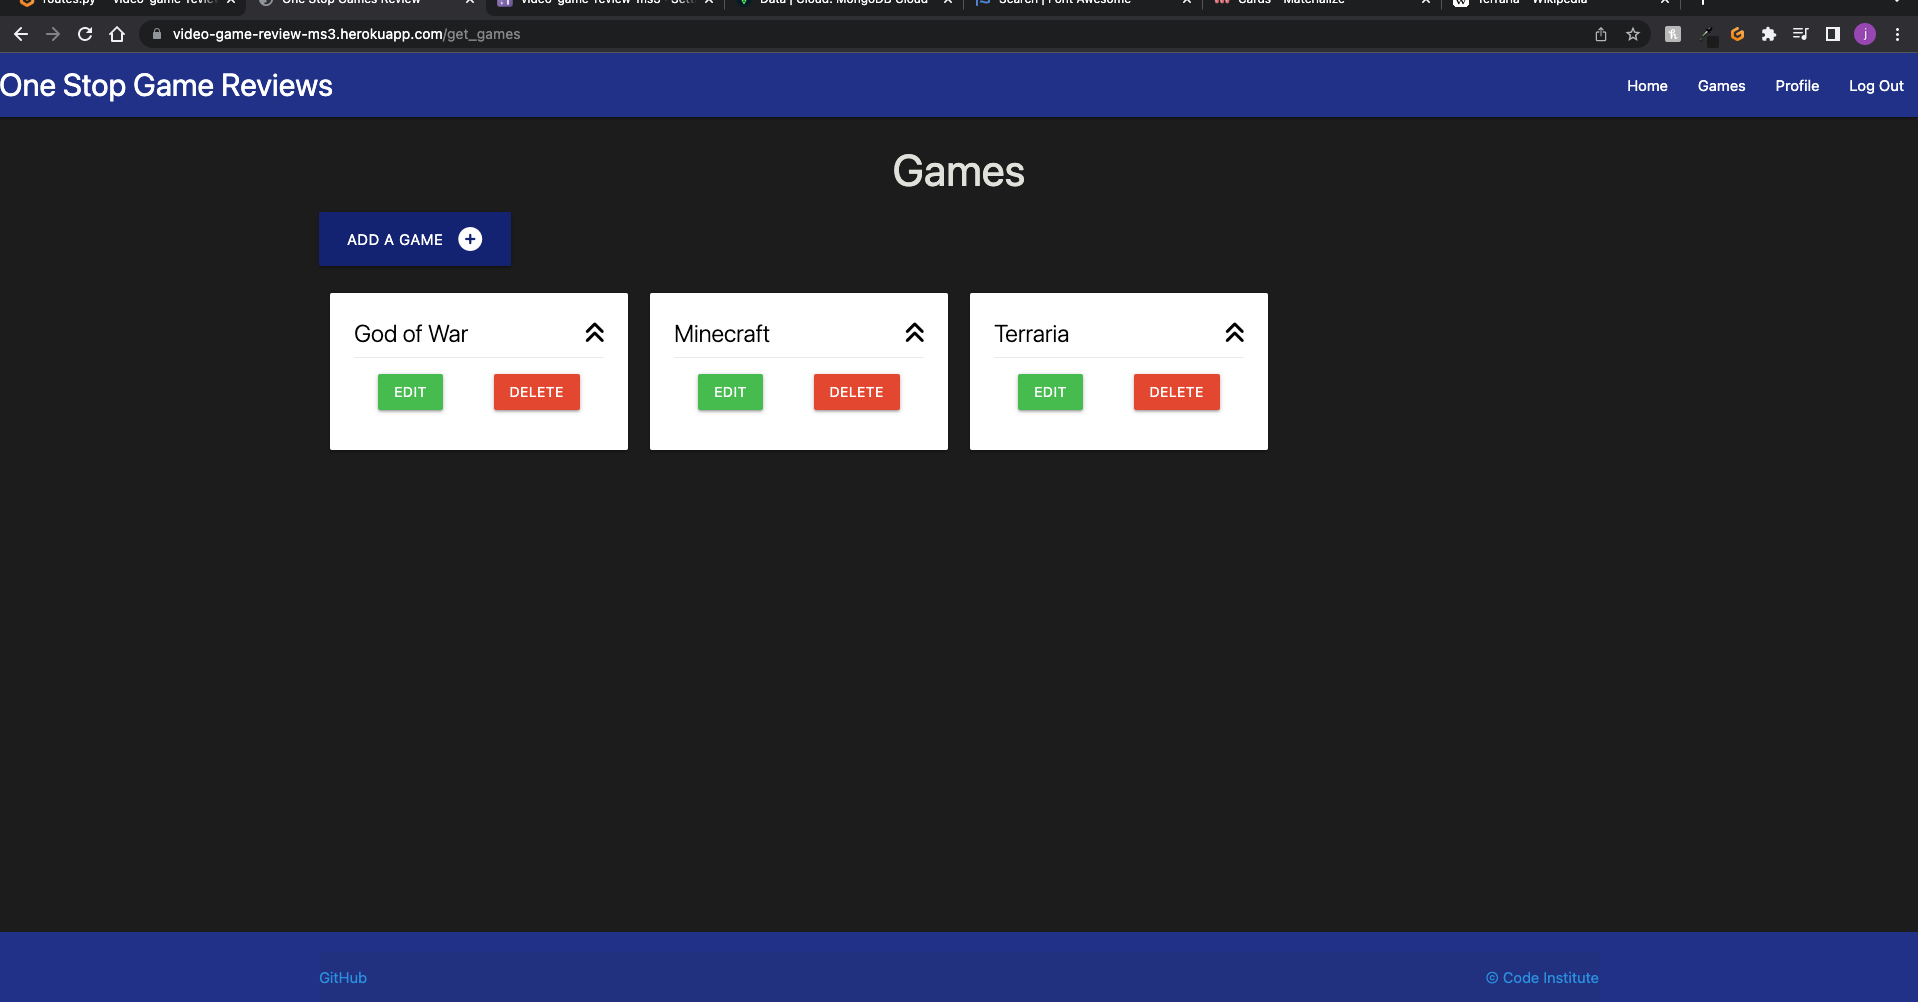 routes.py — video-game-revie
One Stop Games Review
video-game-review-ms3 · Sett
Data | Cloud: MongoDB Cloud
Search | Font Awesome
Cards - Materialize
Terraria - Wikipedia
video-game-review-ms3.herokuapp.com/get_games
j
One Stop Game Reviews
Home Games Profile Log Out
Games
ADD A GAME
God of War Minecraft Terraria
EDIT DELETE EDIT DELETE EDIT DELETE
GitHub © Code Institute